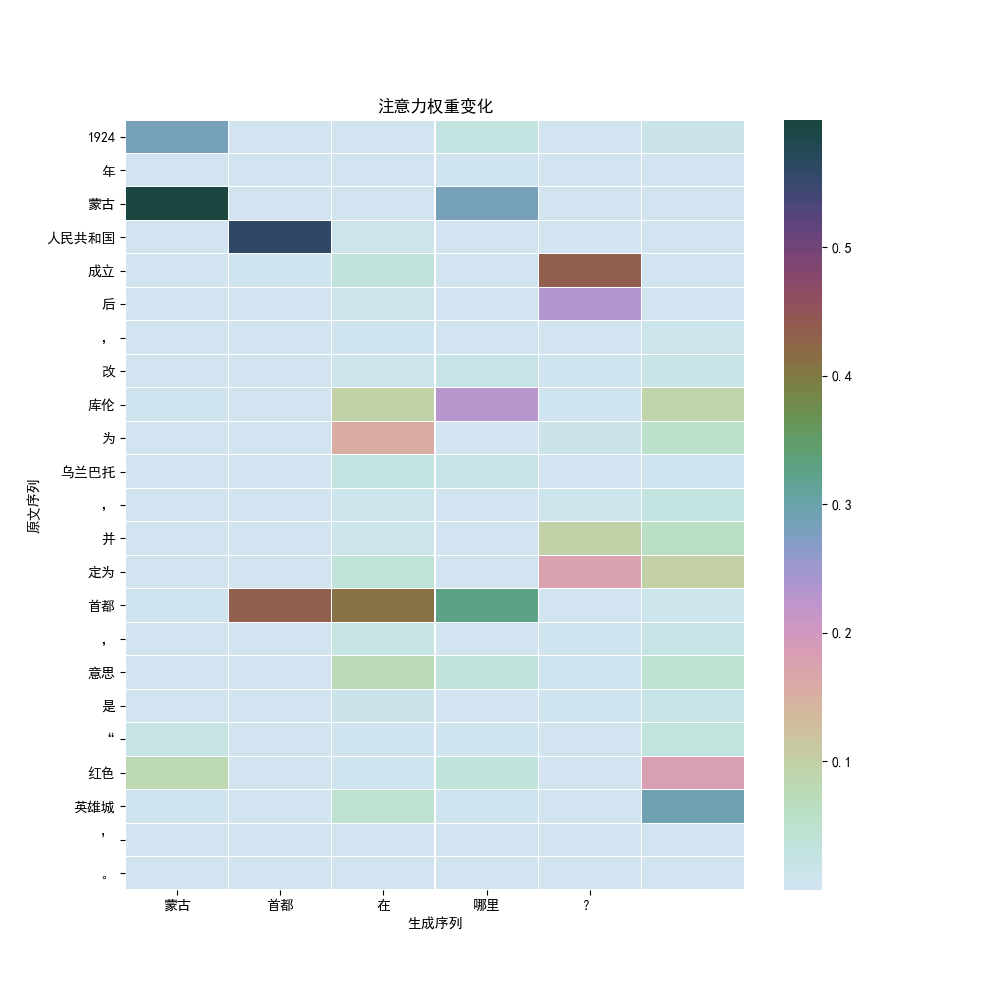 注意力权重变化
1924
年
蒙古
人民共和国
成立
后
，
改
库伦
为
乌兰巴托
，
并
定为
首都
，
意思
是
“
红色
英雄城
’
。
原文序列
蒙古 首都 在 哪里 ？
生成序列
0.5
0.4
0.3
0.2
0.1